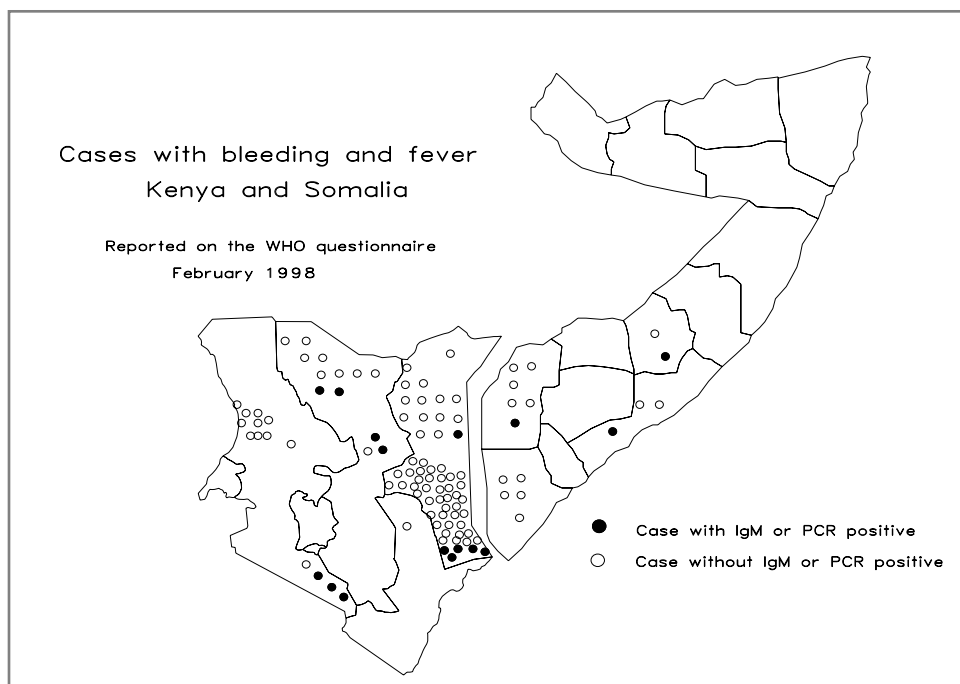 Cases with bleeding and fever
Kenya and Somalia
Reported on the WHO questionnaire
February 1998
Case with IgM or PCR positive
Case without IgM or PCR positive